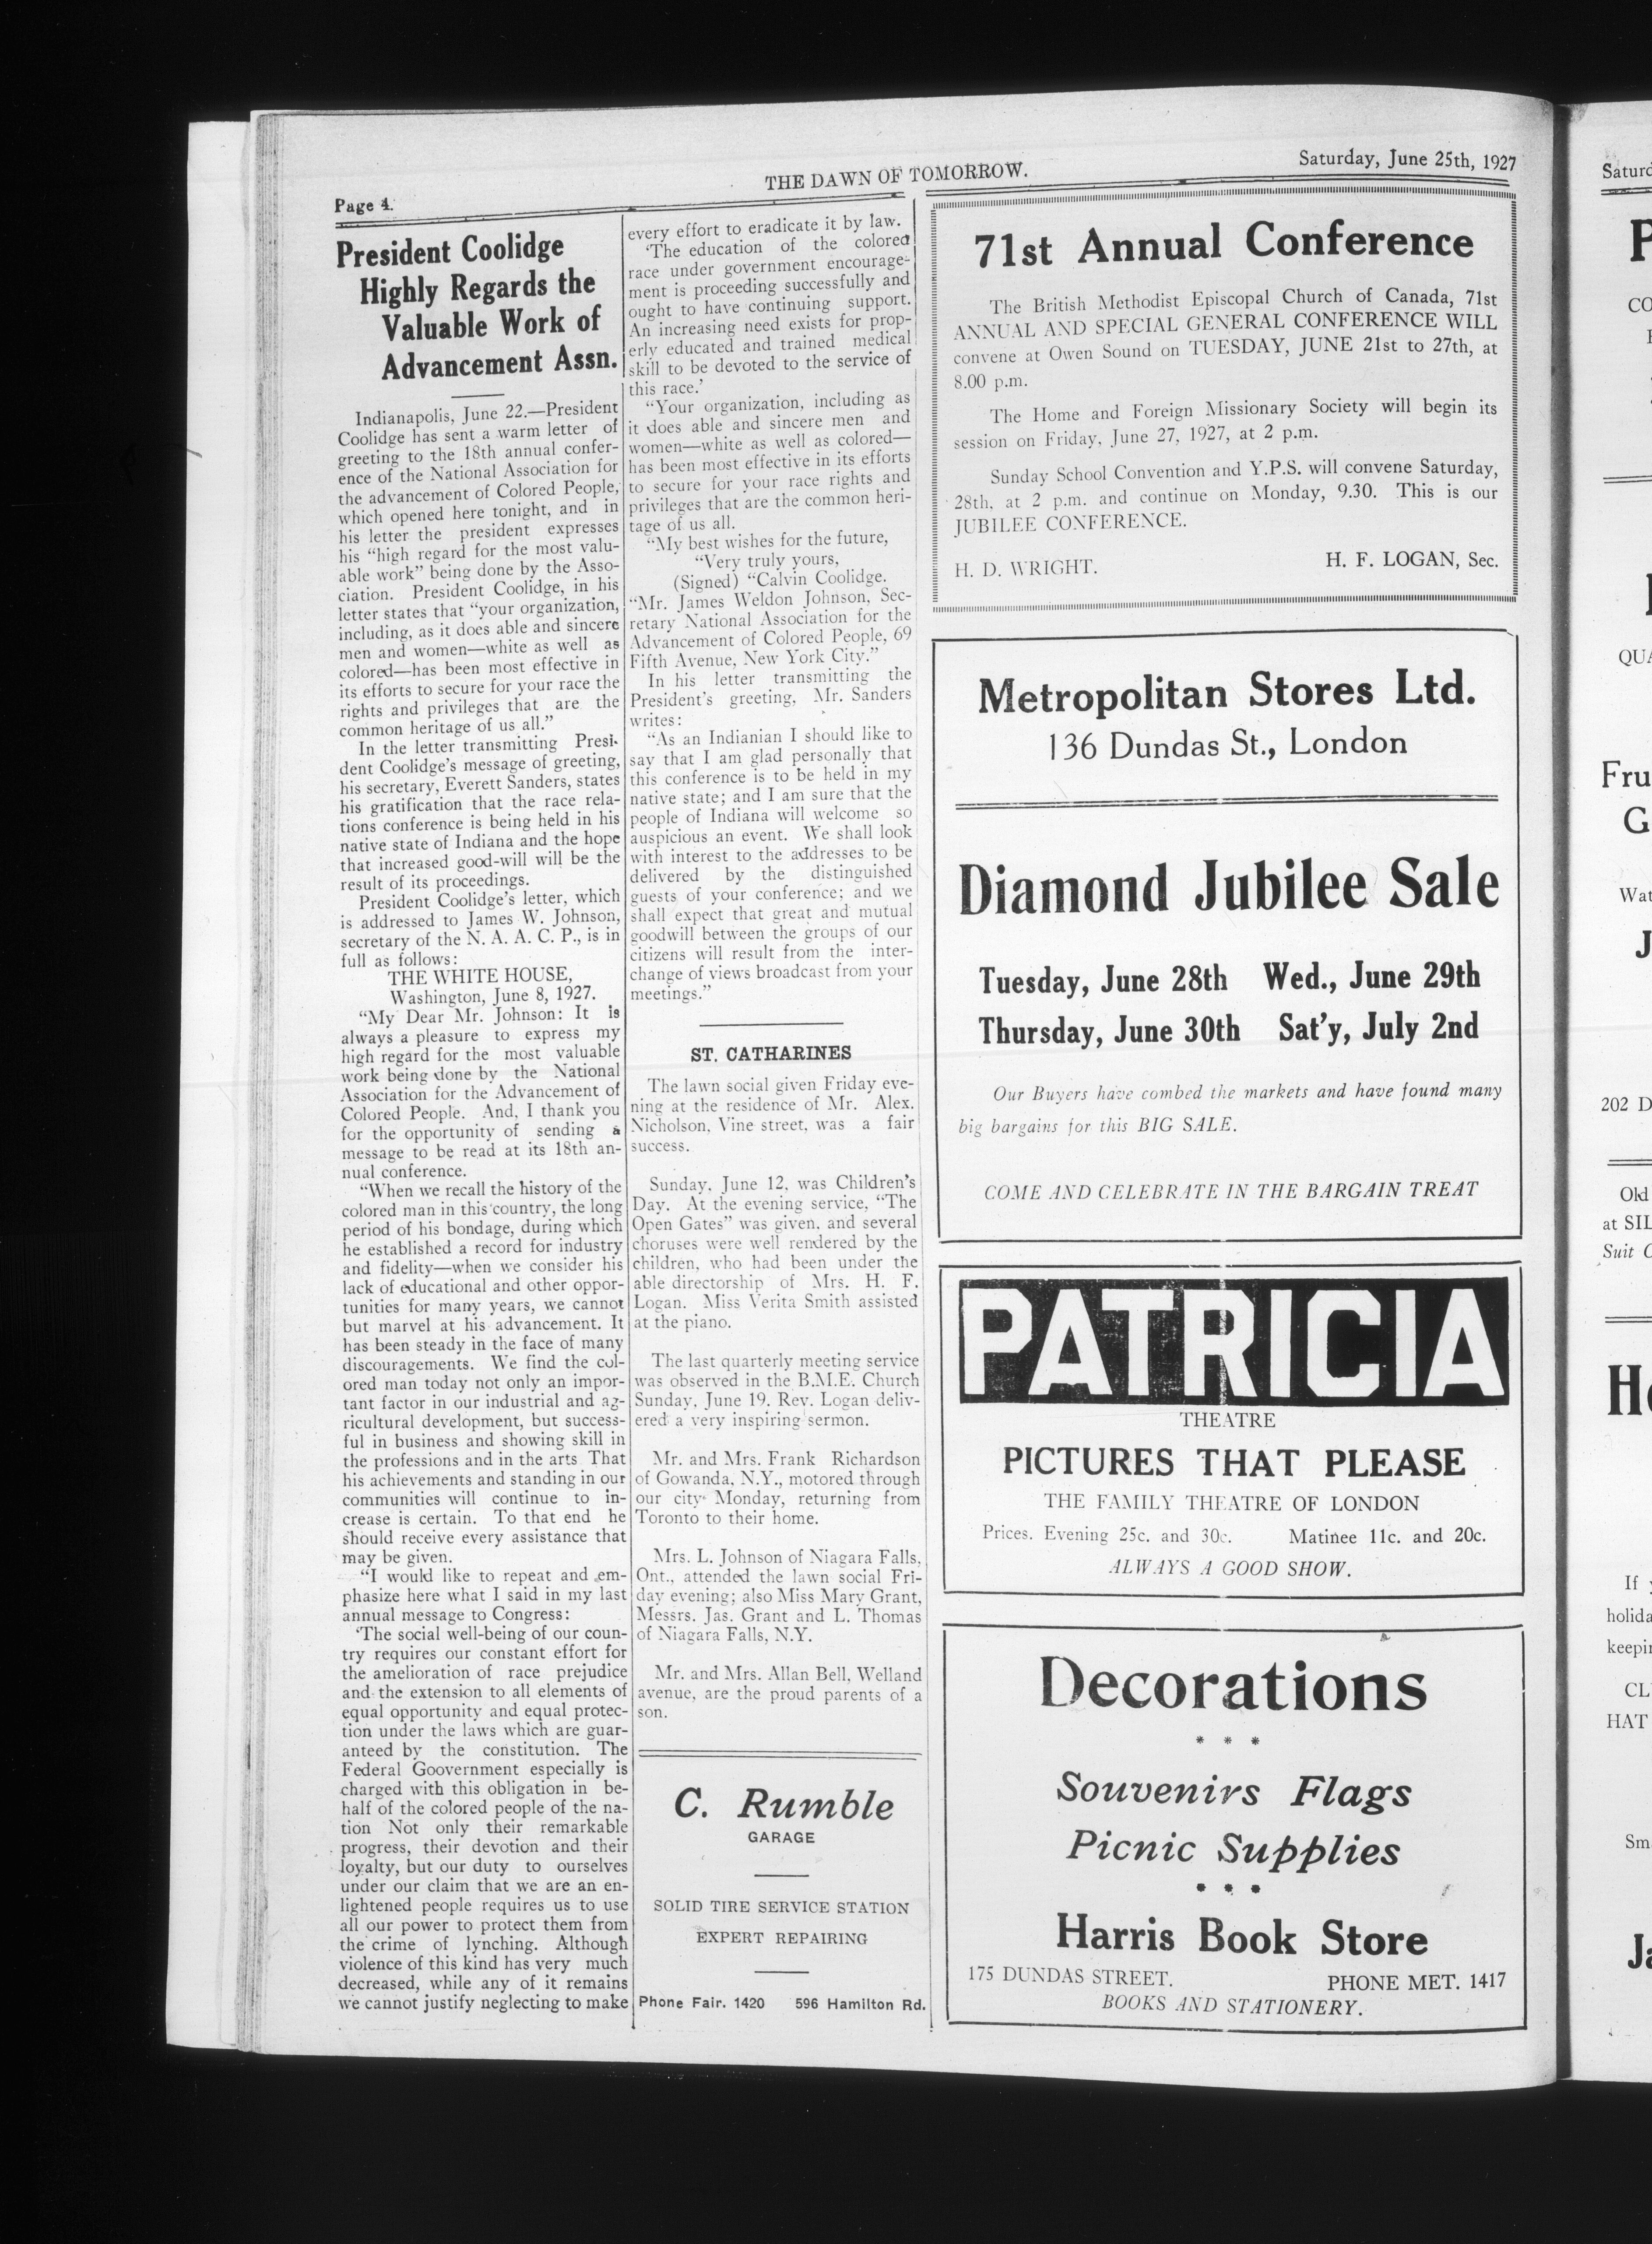 Page 4.
THE DAWN OF TOMORROW.
Saturday, June 25th, 1927
President Coolidge
Highly Regards the
Valuable Work of
Advancement Assn.
Indianapolis, June 22.—President
Coolidge has sent a warm letter of
greeting to the 18th annual confer-
ence of the National Association for
the advancement of Colored People,
which opened here tonight, and in
his letter the president expresses
his “high regard for the most valu-
able work” being done by the Asso-
ciation. President Coolidge, in his
letter states that “your organization,
including, as it does able and sincere
men and women—white as well as
colored—has been most effective in
its efforts to secure for your race the
rights and privileges that are the
common heritage of us all.”
In the letter transmitting Presi-
dent Coolidge’s message of greeting,
his secretary, Everett Sanders, states
his gratification that the race rela-
tions conference is being held in his
native state of Indiana and the hope
that increased good-will will be the
result of its proceedings.
President Coolidge’s letter, which
is addressed to James W. Johnson,
secretary of the N. A. A. C. P., is in
full as follows:
THE WHITE HOUSE,
Washington, June 8, 1927.
“My Dear Mr. Johnson: It is
always a pleasure to express my
high regard for the most valuable
work being done by the National
Association for the Advancement of
Colored People. And, I thank you
for the opportunity of sending a
message to be read at its 18th an-
nual conference.
“When we recall the history of the
colored man in this country, the long
period of his bondage, during which
he established a record for industry
and fidelity—when we consider his
lack of educational and other oppor-
tunities for many years, we cannot
but marvel at his advancement. It
has been steady in the face of many
discouragements. We find the col-
ored man today not only an impor-
tant factor in our industrial and ag-
ricultural development, but success-
ful in business and showing skill in
the professions and in the arts That
his achievements and standing in our
communities will continue to in-
crease is certain. To that end he
should receive every assistance that
may be given.
“I would like to repeat and em-
phasize here what I said in my last
annual message to Congress:
‘The social well-being of our coun-
try requires our constant effort for
the amelioration of race prejudice
and the extension to all elements of
equal opportunity and equal protec-
tion under the laws which are guar-
anteed by the constitution. The
Federal Goovernment especially is
charged with this obligation in be-
half of the colored people of the na-
tion Not only their remarkable
progress, their devotion and their
loyalty, but our duty to ourselves
under our claim that we are an en-
lightened people requires us to use
all our power to protect them from
the crime of lynching. Although
violence of this kind has very much
decreased, while any of it remains
we cannot justify neglecting to make
every effort to eradicate it by law.
‘The education of the colored
race under government encourage-
ment is proceeding successfully and
ought to have continuing support.
An increasing need exists for prop-
erly educated and trained medical
skill to be devoted to the service of
this race.’
“Your organization, including as
it does able and sincere men and
women—white as well as colored—
has been most effective in its efforts
to secure for your race rights and
privileges that are the common heri-
tage of us all.
“My best wishes for the future,
“Very truly yours,
(Signed) “Calvin Coolidge.
“Mr. James Weldon Johnson, Sec-
retary National Association for the
Advancement of Colored People, 69
Fifth Avenue, New York City.”
In his letter transmitting the
President’s greeting, Mr. Sanders
writes:
“As an Indianian I should like to
say that I am glad personally that
this conference is to be held in my
native state; and I am sure that the
people of Indiana will welcome so
auspicious an event. We shall look
with interest to the addresses to be
delivered by the distinguished
guests of your conference; and we
shall expect that great and mutual
goodwill between the groups of our
citizens will result from the inter-
change of views broadcast from your
meetings.”
ST. CATHARINES
The lawn social given Friday eve-
ning at the residence of Mr. Alex.
Nicholson, Vine street, was a fair
success.
Sunday, June 12, was Children’s
Day. At the evening service, “The
Open Gates” was given, and several
choruses were well rendered by the
children, who had been under the
able directorship of Mrs. H. F.
Logan. Miss Verita Smith assisted
at the piano.
The last quarterly meeting service
was observed in the B.M.E. Church
Sunday, June 19. Rev. Logan deliv-
ered a very inspiring sermon.
Mr. and Mrs. Frank Richardson
of Gowanda, N.Y., motored through
our city Monday, returning from
Toronto to their home.
Mrs. L. Johnson of Niagara Falls,
Ont., attended the lawn social Fri-
day evening; also Miss Mary Grant,
Messrs. Jas. Grant and L. Thomas
of Niagara Falls, N.Y.
Mr. and Mrs. Allan Bell, Welland
avenue, are the proud parents of a
son.
C. Rumble
GARAGE
SOLID TIRE SERVICE STATION
EXPERT REPAIRING
Phone Fair. 1420 596 Hamilton Rd.
71st Annual Conference
The British Methodist Episcopal Church of Canada, 71st
ANNUAL AND SPECIAL GENERAL CONFERENCE WILL
convene at Owen Sound on TUESDAY, JUNE 21st to 27th, at
8.00 p.m.
The Home and Foreign Missionary Society will begin its
session on Friday, June 27, 1927, at 2 p.m.
Sunday School Convention and Y.P.S. will convene Saturday,
28th, at 2 p.m. and continue on Monday, 9.30. This is our
JUBILEE CONFERENCE.
H. D. WRIGHT. H. F. LOGAN, Sec.
Metropolitan Stores Ltd.
136 Dundas St., London
Diamond Jubilee Sale
Tuesday, June 28th Wed., June 29th
Thursday, June 30th Sat’y, July 2nd
Our Buyers have combed the markets and have found many
big bargains for this BIG SALE.
COME AND CELEBRATE IN THE BARGAIN TREAT
PATRICIA
THEATRE
PICTURES THAT PLEASE
THE FAMILY THEATRE OF LONDON
Prices. Evening 25c. and 30c. Matinee 11c. and 20c.
ALWAYS A GOOD SHOW.
Decorations
* * *
Souvenirs Flags
Picnic Supplies
* * *
Harris Book Store
175 DUNDAS STREET. PHONE MET. 1417
BOOKS AND STATIONERY.
202 D
Old
at SIL
Suit C
If
HAT